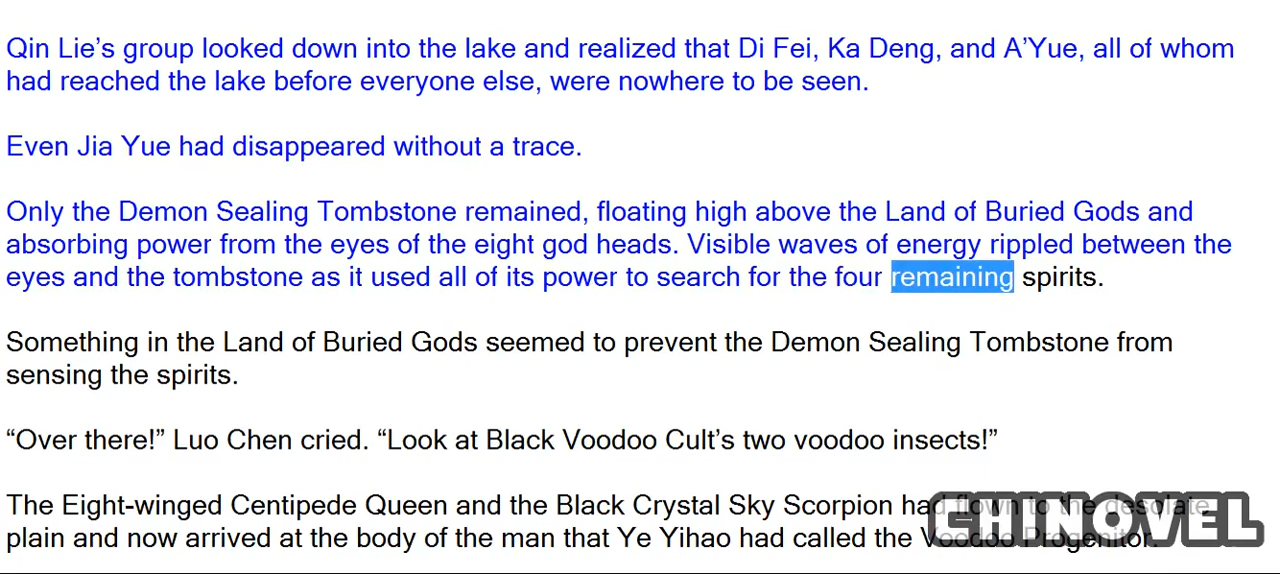 Qin Lie’s group looked down into the lake and realized that Di Fei, Ka Deng, and A’Yue, all of whom
had reached the lake before everyone else, were nowhere to be seen.
Even Jia Yue had disappeared without a trace.
Only the Demon Sealing Tombstone remained, floating high above the Land of Buried Gods and
absorbing power from the eyes of the eight god heads. Visible waves of energy rippled between the
eyes and the tombstone as it used all of its power to search for the four remaining spirits.
Something in the Land of Buried Gods seemed to prevent the Demon Sealing Tombstone from
sensing the spirits.
“Over there!” Luo Chen cried. “Look at Black Voodoo Cult’s two voodoo insects!”
The Eight-winged Centipede Queen and the Black Crystal Sky Scorpion had flown to the desolate
plain and now arrived at the body of the man that Ye Yihao had called the Voodoo Progenitor.
CHINOVEL